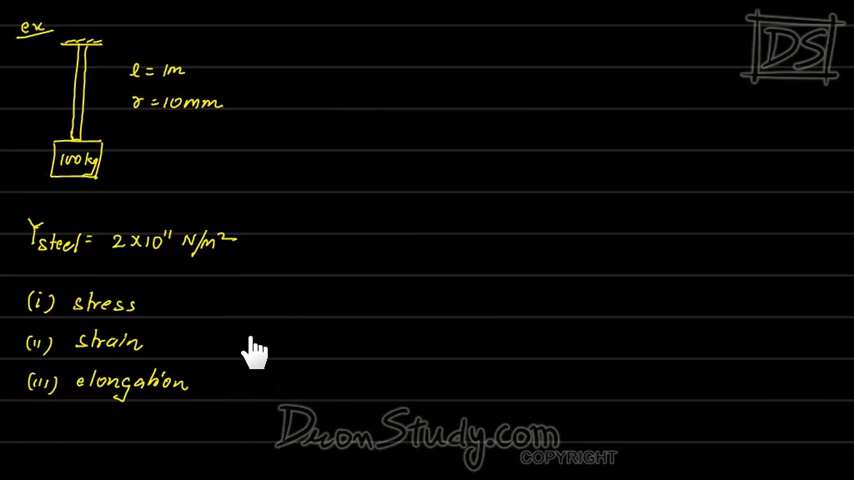 ex
DS
l = 1m
r = 10mm
100kg
Ysteel = 2×10¹¹ N/m²
(i) stress
(ii) strain
(iii) elongation
DronStudy.com
COPYRIGHT